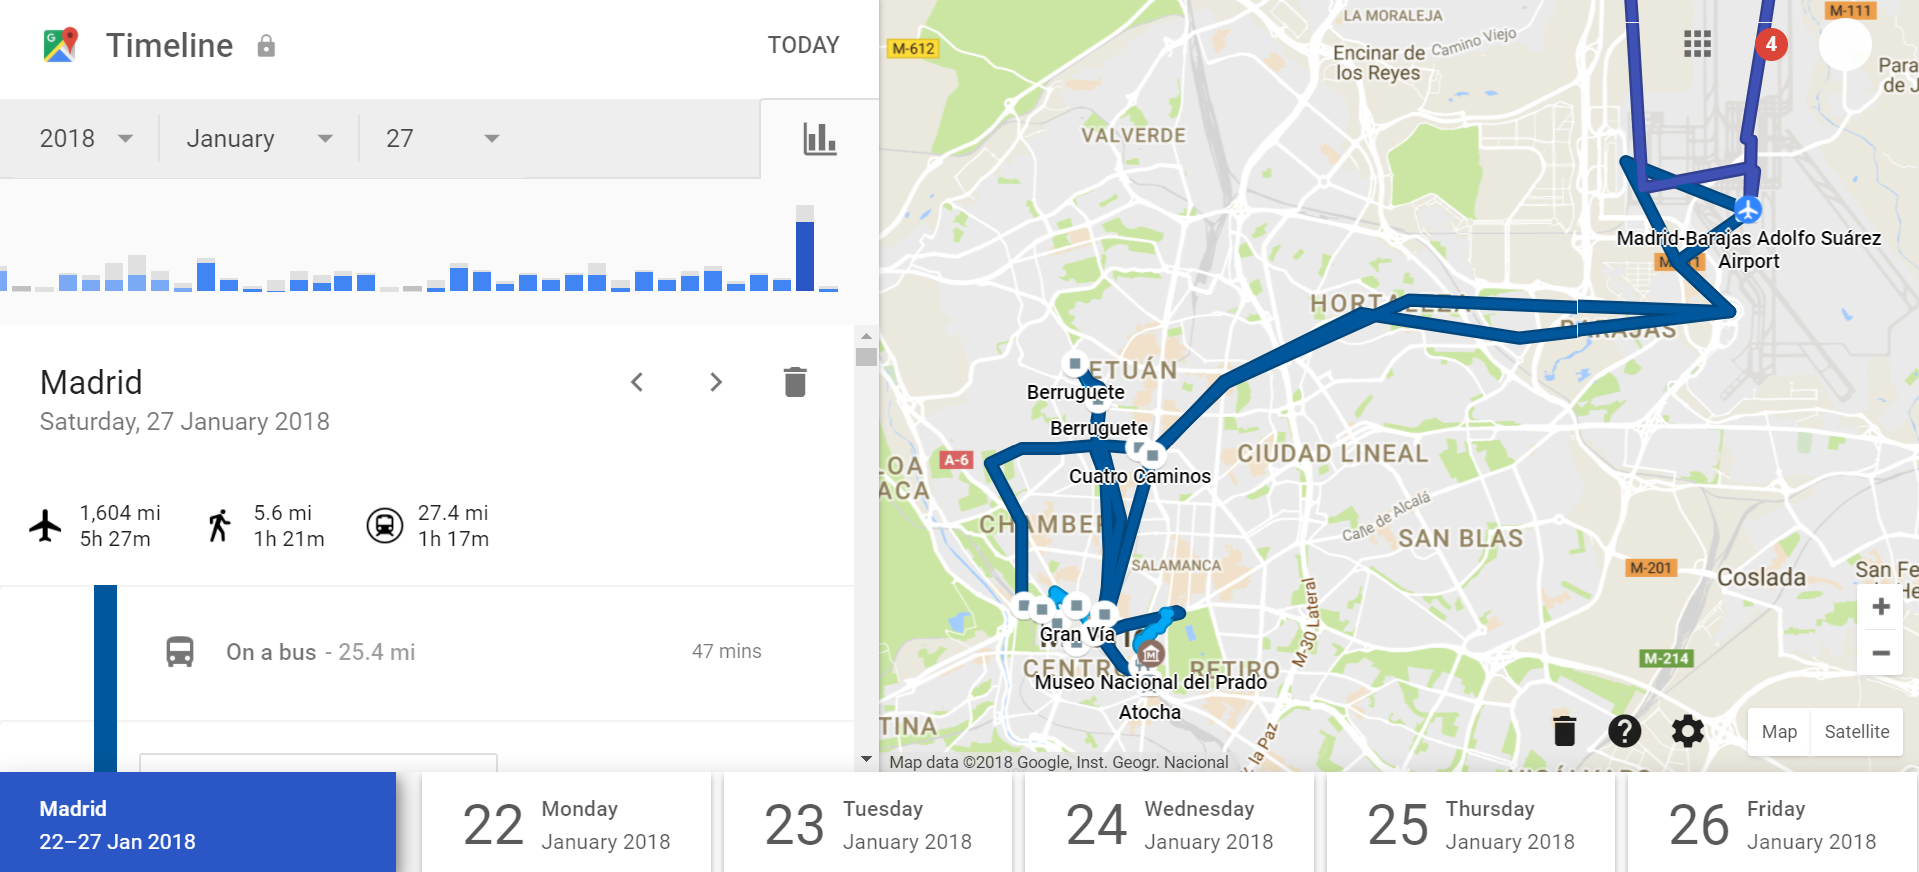 Timeline
TODAY
2018
January
27
Madrid
Saturday, 27 January 2018
1,604 mi
5h 27m
5.6 mi
1h 21m
27.4 mi
1h 17m
On a bus - 25.4 mi
47 mins
M-612
LA MORALEJA
Encinar de
los Reyes
Camino Viejo
M-111
4
VALVERDE
Madrid-Barajas Adolfo Suárez
Airport
HORTALEZA
BARAJAS
ETUÁN
Berruguete
Berruguete
Cuatro Caminos
CIUDAD LINEAL
A-6
OA
ACA
CHAMBER
Calle de Alcalá
SAN BLAS
SALAMANCA
M-201
Coslada
San Fe
He
M-30 Lateral
Gran Vía
CENTR
RETIRO
M-214
Museo Nacional del Prado
Atocha
TINA
la Paz
Para
de J
+
−
Map
Satellite
Map data ©2018 Google, Inst. Geogr. Nacional
Madrid
22–27 Jan 2018
22
Monday
January 2018
23
Tuesday
January 2018
24
Wednesday
January 2018
25
Thursday
January 2018
26
Friday
January 2018